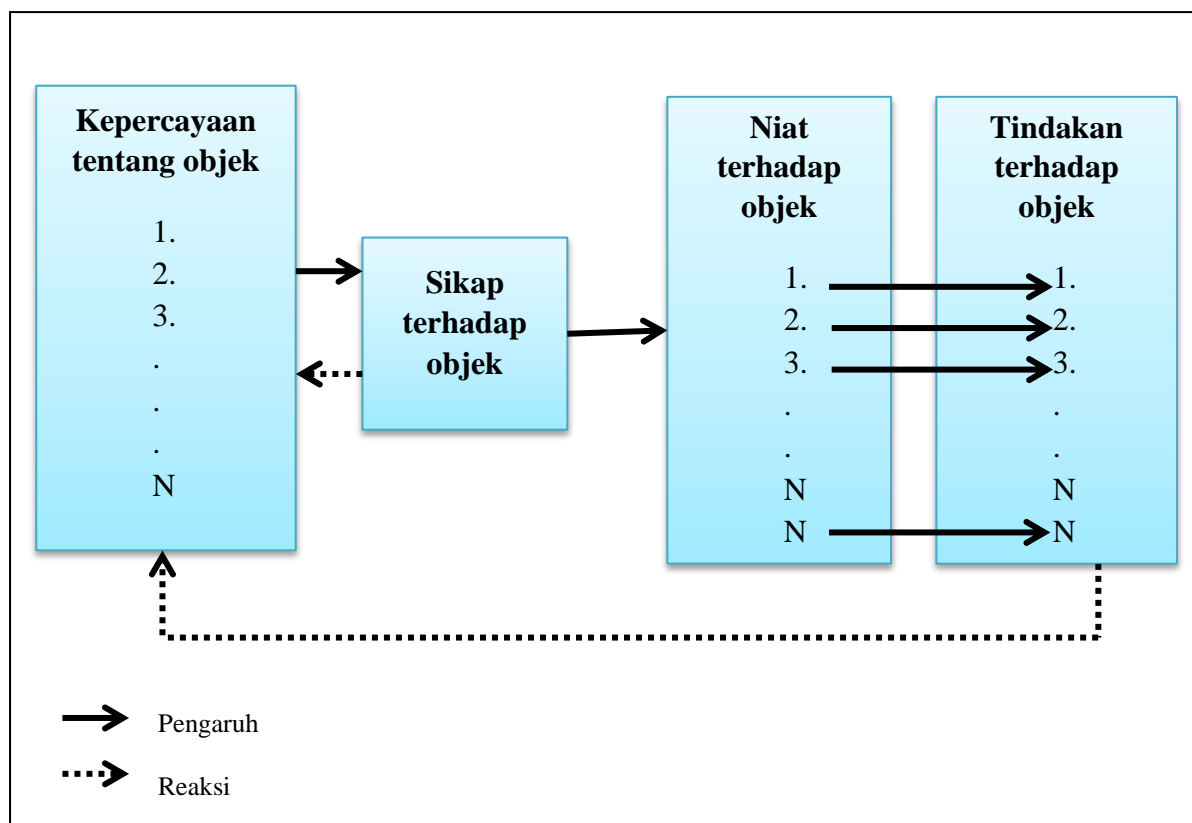 Kepercayaan
tentang objek
1.
2.
3.
.
.
.
N
Sikap
terhadap
objek
Niat
terhadap
objek
1.
2.
3.
.
.
N
N
Tindakan
terhadap
objek
1.
2.
3.
.
.
N
N
Pengaruh
Reaksi